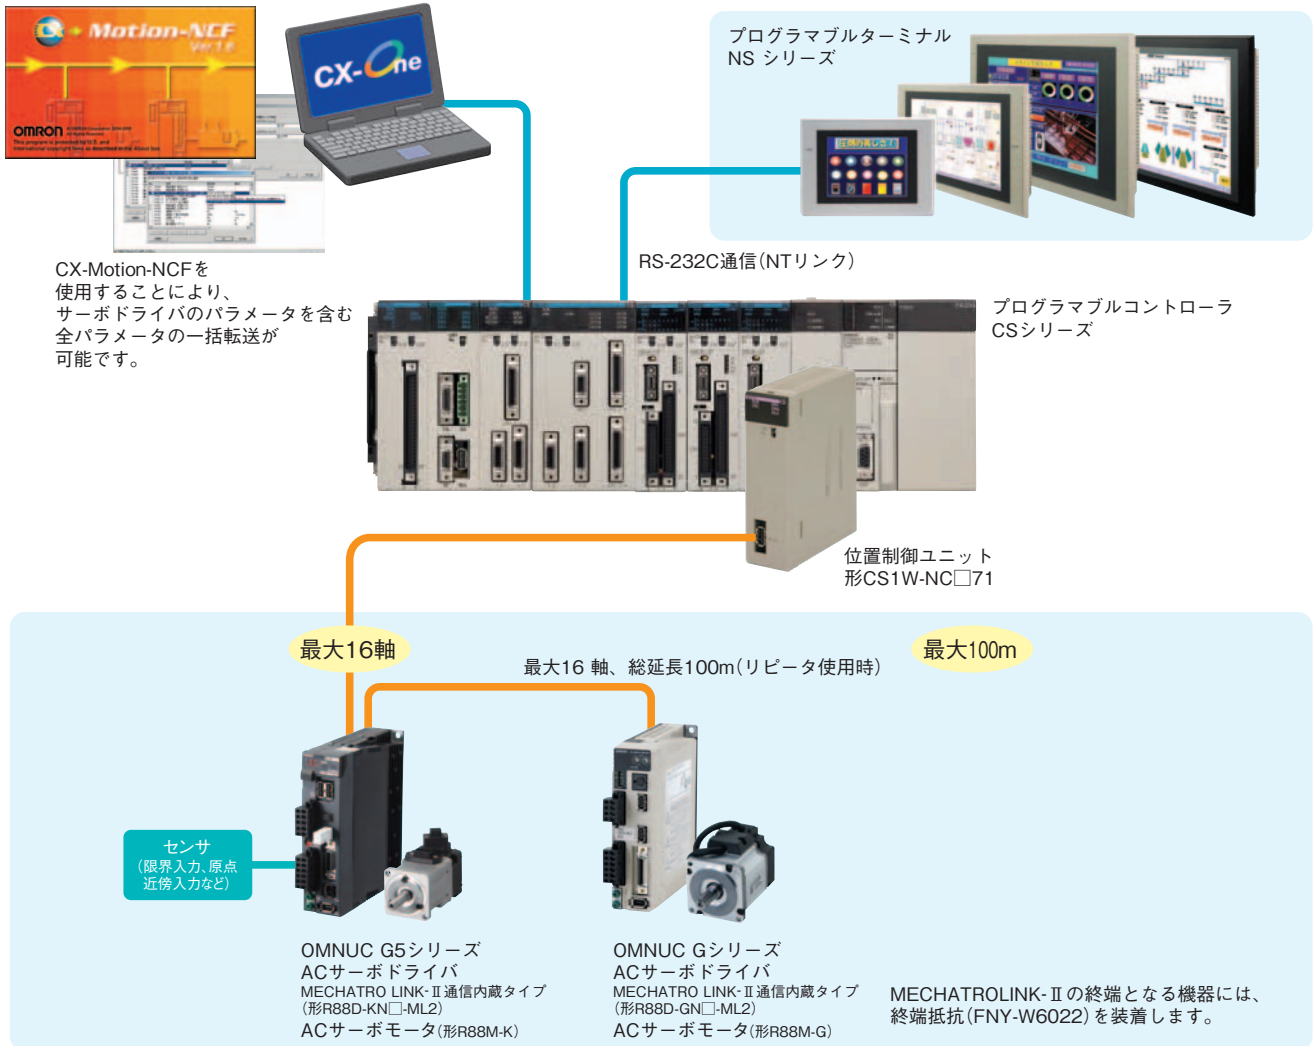 CX-Motion-NCF
Ver.1.6
OMRON
CX-One
プログラマブルターミナル
NS シリーズ
RS-232C通信(NTリンク)
CX-Motion-NCFを
使用することにより、
サーボドライバのパラメータを含む
全パラメータの一括転送が
可能です。
プログラマブルコントローラ
CSシリーズ
位置制御ユニット
形CS1W-NC□71
最大16軸
最大100m
最大16 軸、総延長100m(リピータ使用時)
センサ
(限界入力、原点
近傍入力など)
OMNUC G5シリーズ
ACサーボドライバ
MECHATRO LINK-Ⅱ通信内蔵タイプ
(形R88D-KN□-ML2)
ACサーボモータ(形R88M-K)
OMNUC Gシリーズ
ACサーボドライバ
MECHATRO LINK-Ⅱ通信内蔵タイプ
(形R88D-GN□-ML2)
ACサーボモータ(形R88M-G)
MECHATROLINK-Ⅱの終端となる機器には、
終端抵抗(FNY-W6022)を装着します。